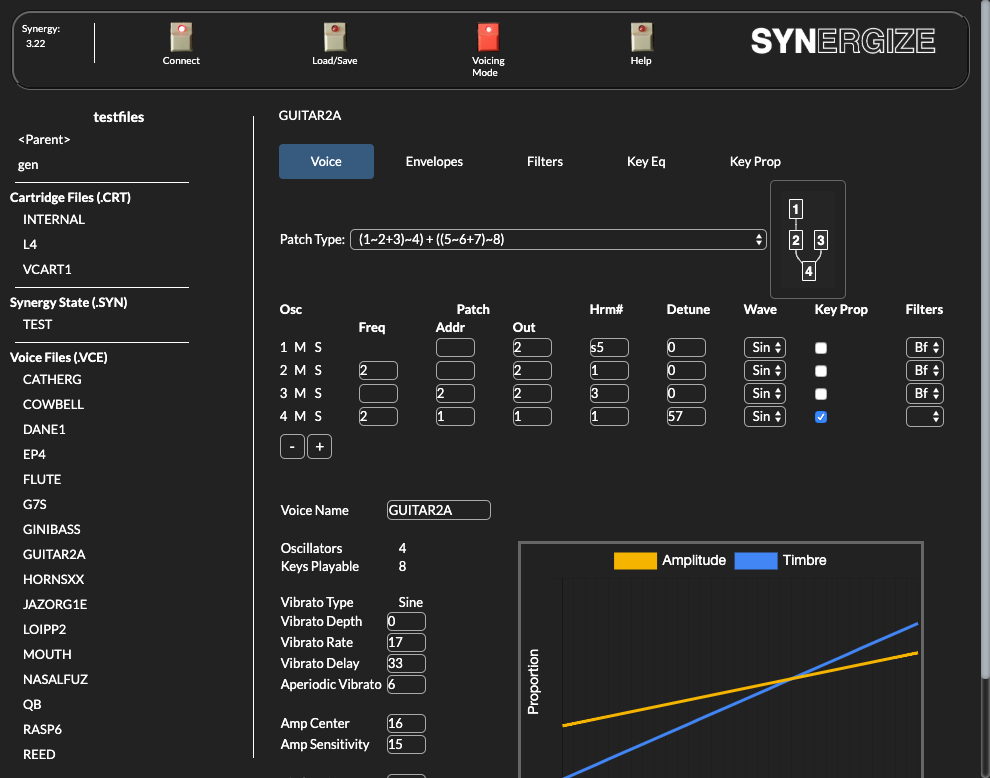 Synergy:
3.22
Connect
Load/Save
Voicing
Mode
Help
SYNERGIZE
testfiles
<Parent>
gen
Cartridge Files (.CRT)
INTERNAL
L4
VCART1
Synergy State (.SYN)
TEST
Voice Files (.VCE)
CATHERG
COWBELL
DANE1
EP4
FLUTE
G7S
GINIBASS
GUITAR2A
HORNSXX
JAZORG1E
LOIPP2
MOUTH
NASALFUZ
QB
RASP6
REED
GUITAR2A
Voice Envelopes Filters Key Eq Key Prop
Patch Type: (1~2+3)~4) + ((5~6+7)~8)
1
2 3
4
Osc Patch Hrm# Detune Wave Key Prop Filters
Freq Addr Out
1 M S 2 s5 0 Sin Bf
2 M S 2 2 1 0 Sin Bf
3 M S 2 2 3 0 Sin Bf
4 M S 2 1 1 1 57 Sin
- +
Voice Name GUITAR2A
Oscillators 4
Keys Playable 8
Vibrato Type Sine
Vibrato Depth 0
Vibrato Rate 17
Vibrato Delay 33
Aperiodic Vibrato 6
Amp Center 16
Amp Sensitivity 15
Amplitude Timbre
Proportion